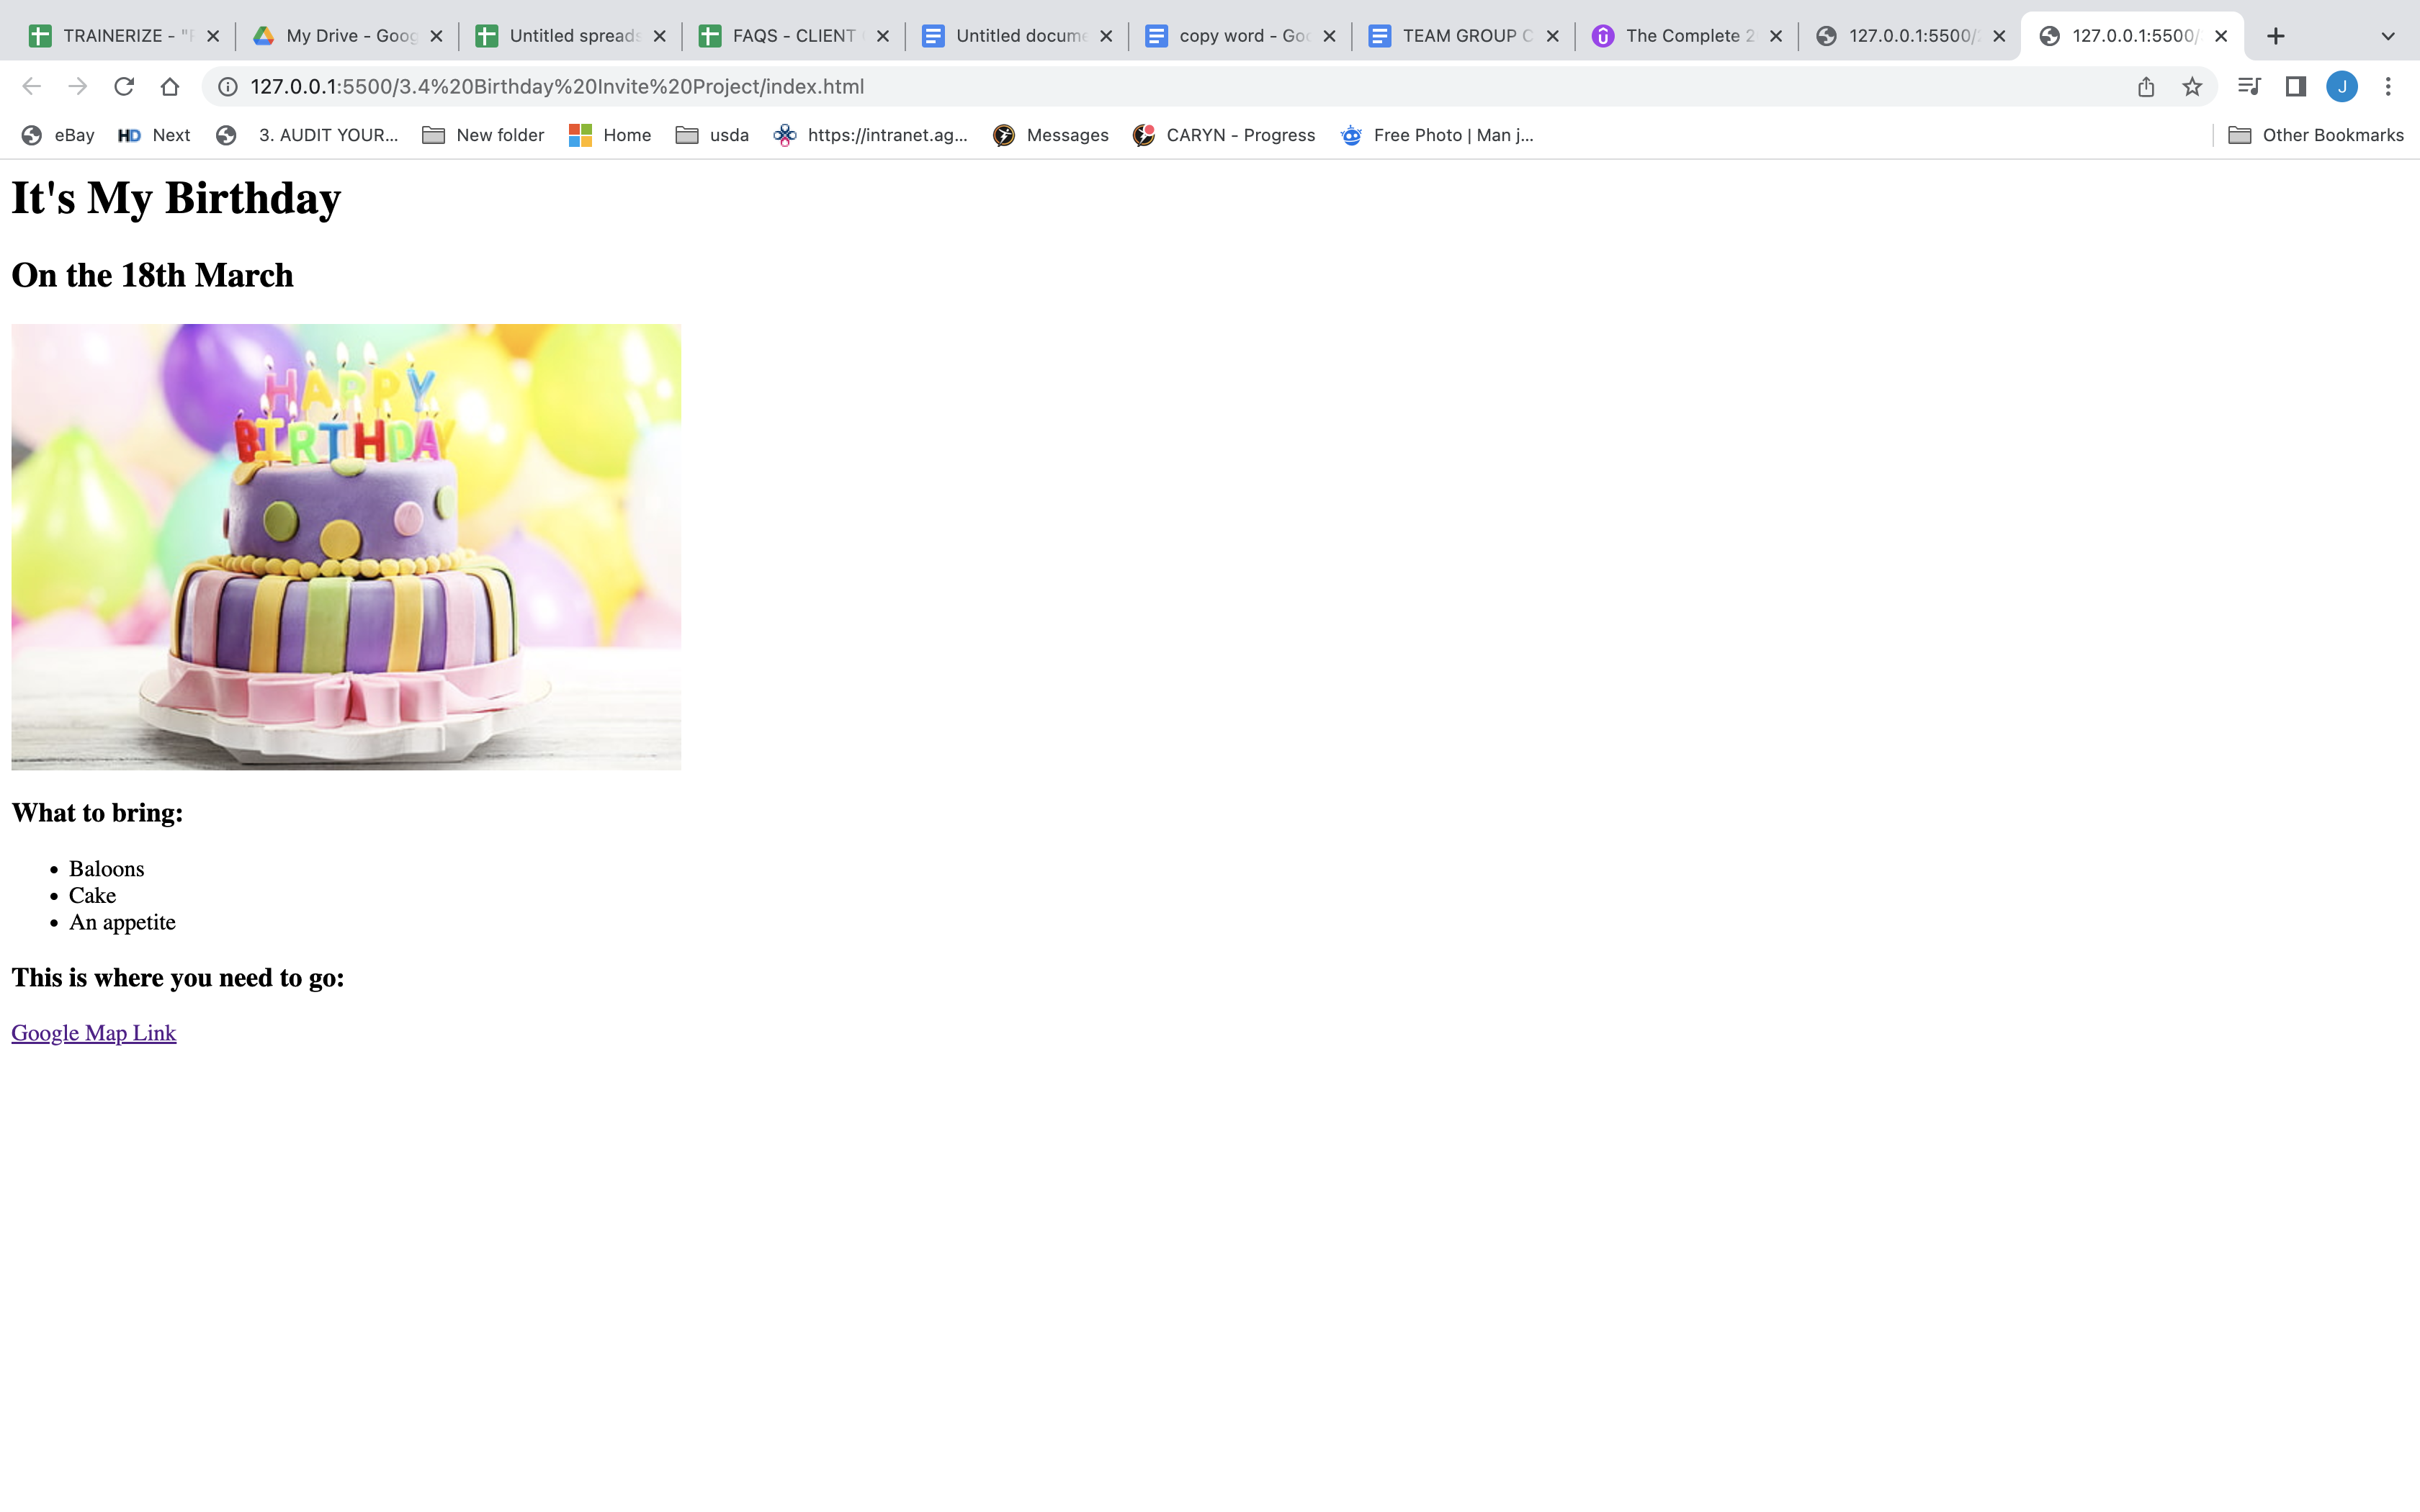 TRAINERIZE - "
My Drive - Goog
Untitled spreads
FAQS - CLIENT
Untitled docume
copy word - Goo
TEAM GROUP C
The Complete 2
127.0.0.1:5500/
127.0.0.1:5500/
127.0.0.1:5500/3.4%20Birthday%20Invite%20Project/index.html
J
eBay
HD Next
3. AUDIT YOUR...
New folder
Home
usda
https://intranet.ag...
Messages
CARYN - Progress
Free Photo | Man j...
Other Bookmarks
It's My Birthday
On the 18th March
HAPPY
BIRTHDAY
What to bring:
• Baloons
• Cake
• An appetite
This is where you need to go:
Google Map Link